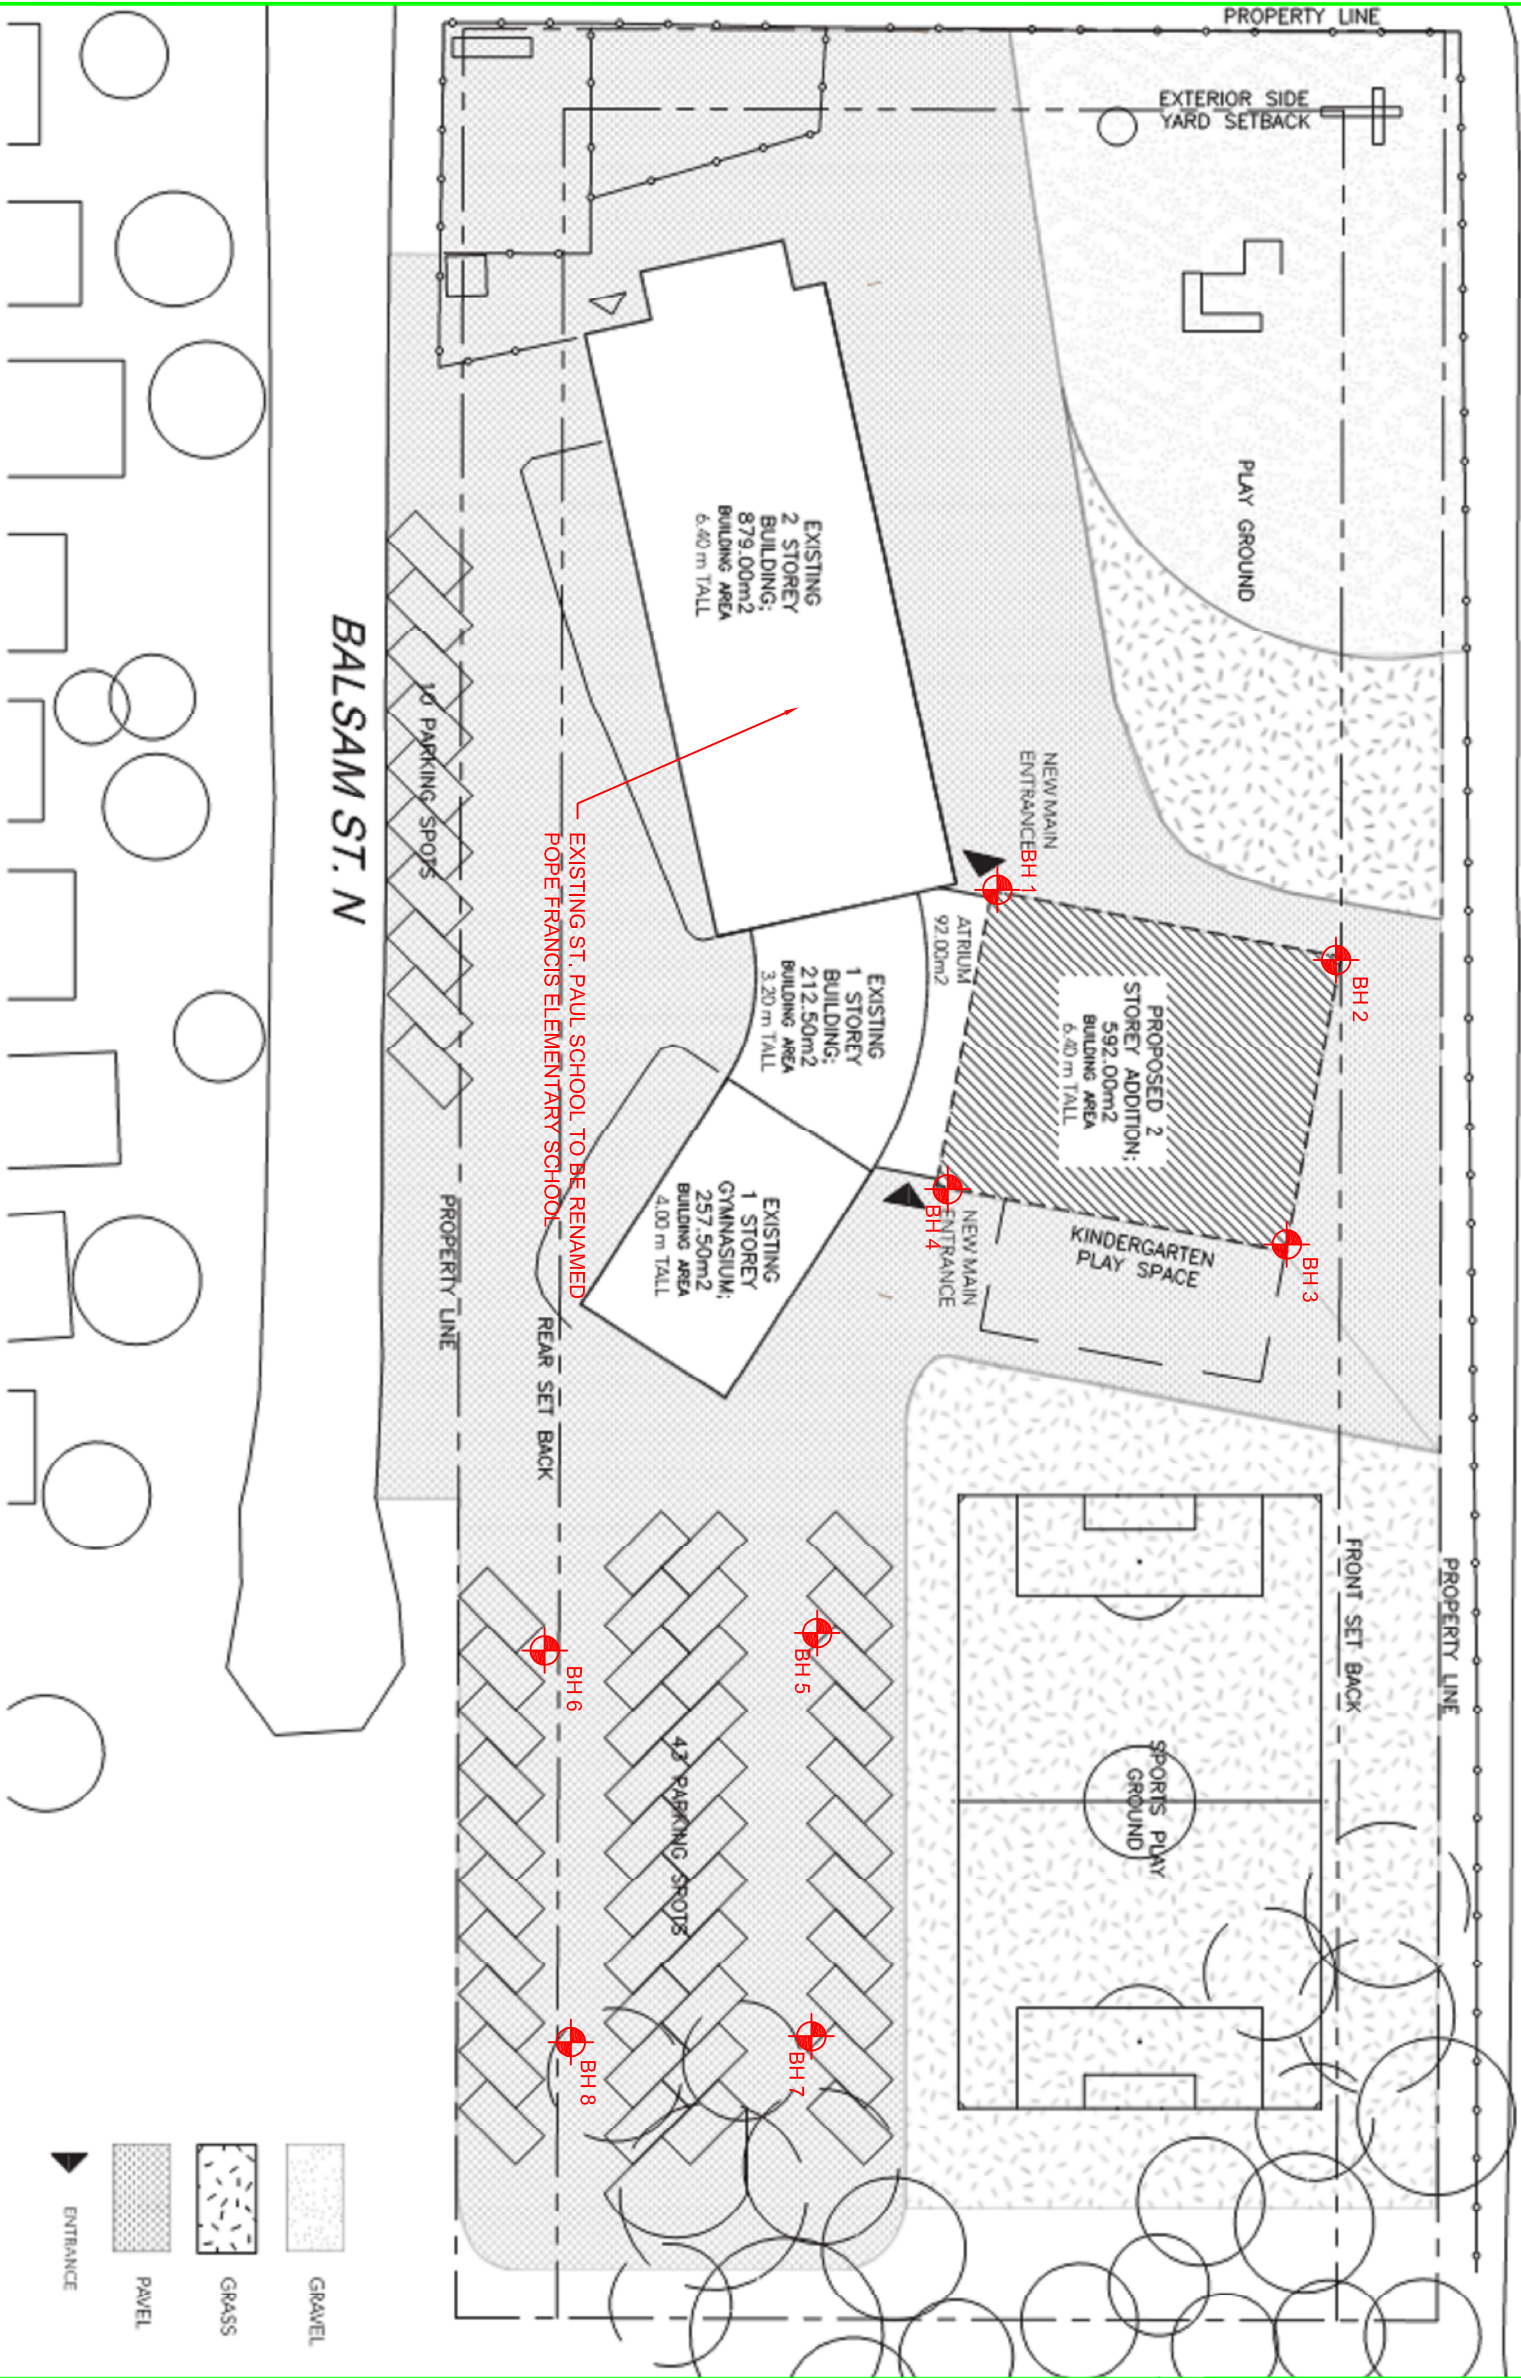 PROPERTY LINE
EXTERIOR SIDE
YARD SETBACK
PLAY GROUND
EXISTING
2 STOREY
BUILDING;
879.00m2
BUILDING AREA
6.40 m TALL
BALSAM ST. N
10 PARKING SPOTS
NEW MAIN
ENTRANCE
BH 1
BH 2
EXISTING ST. PAUL SCHOOL TO BE RENAMED
POPE FRANCIS ELEMENTARY SCHOOL
ATRIUM
92.00m2
EXISTING
1 STOREY
BUILDING;
212.50m2
BUILDING AREA
3.20 m TALL
PROPOSED 2
STOREY ADDITION;
592.00m2
BUILDING AREA
6.40 m TALL
EXISTING
1 STOREY
GYMNASIUM;
257.50m2
BUILDING AREA
4.00 m TALL
BH 4
NEW MAIN
ENTRANCE
KINDERGARTEN
PLAY SPACE
BH 3
PROPERTY LINE
REAR SET BACK
FRONT SET BACK
PROPERTY LINE
BH 5
BH 6
43 PARKING SPOTS
SPORTS PLAY
GROUND
BH 7
BH 8
GRAVEL
GRASS
PAVEL
ENTRANCE